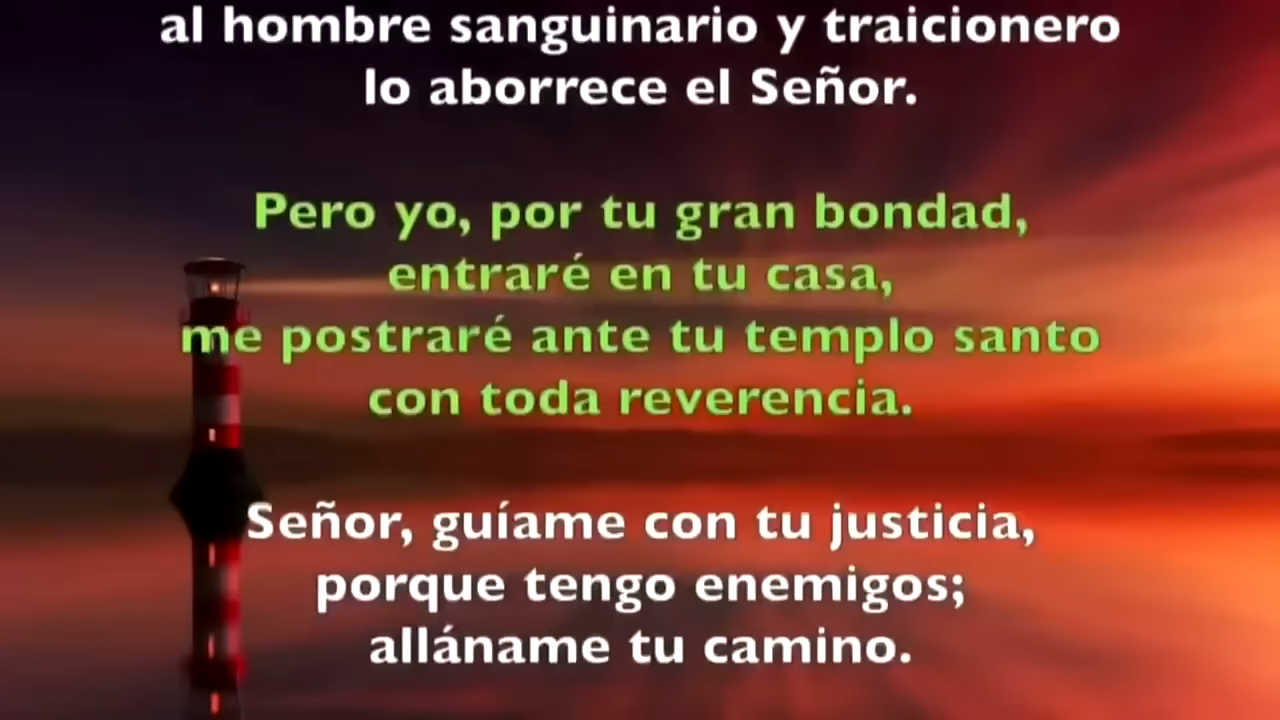 al hombre sanguinario y traicionero
lo aborrece el Señor.
Pero yo, por tu gran bondad,
entraré en tu casa,
me postraré ante tu templo santo
con toda reverencia.
Señor, guíame con tu justicia,
porque tengo enemigos;
alláname tu camino.